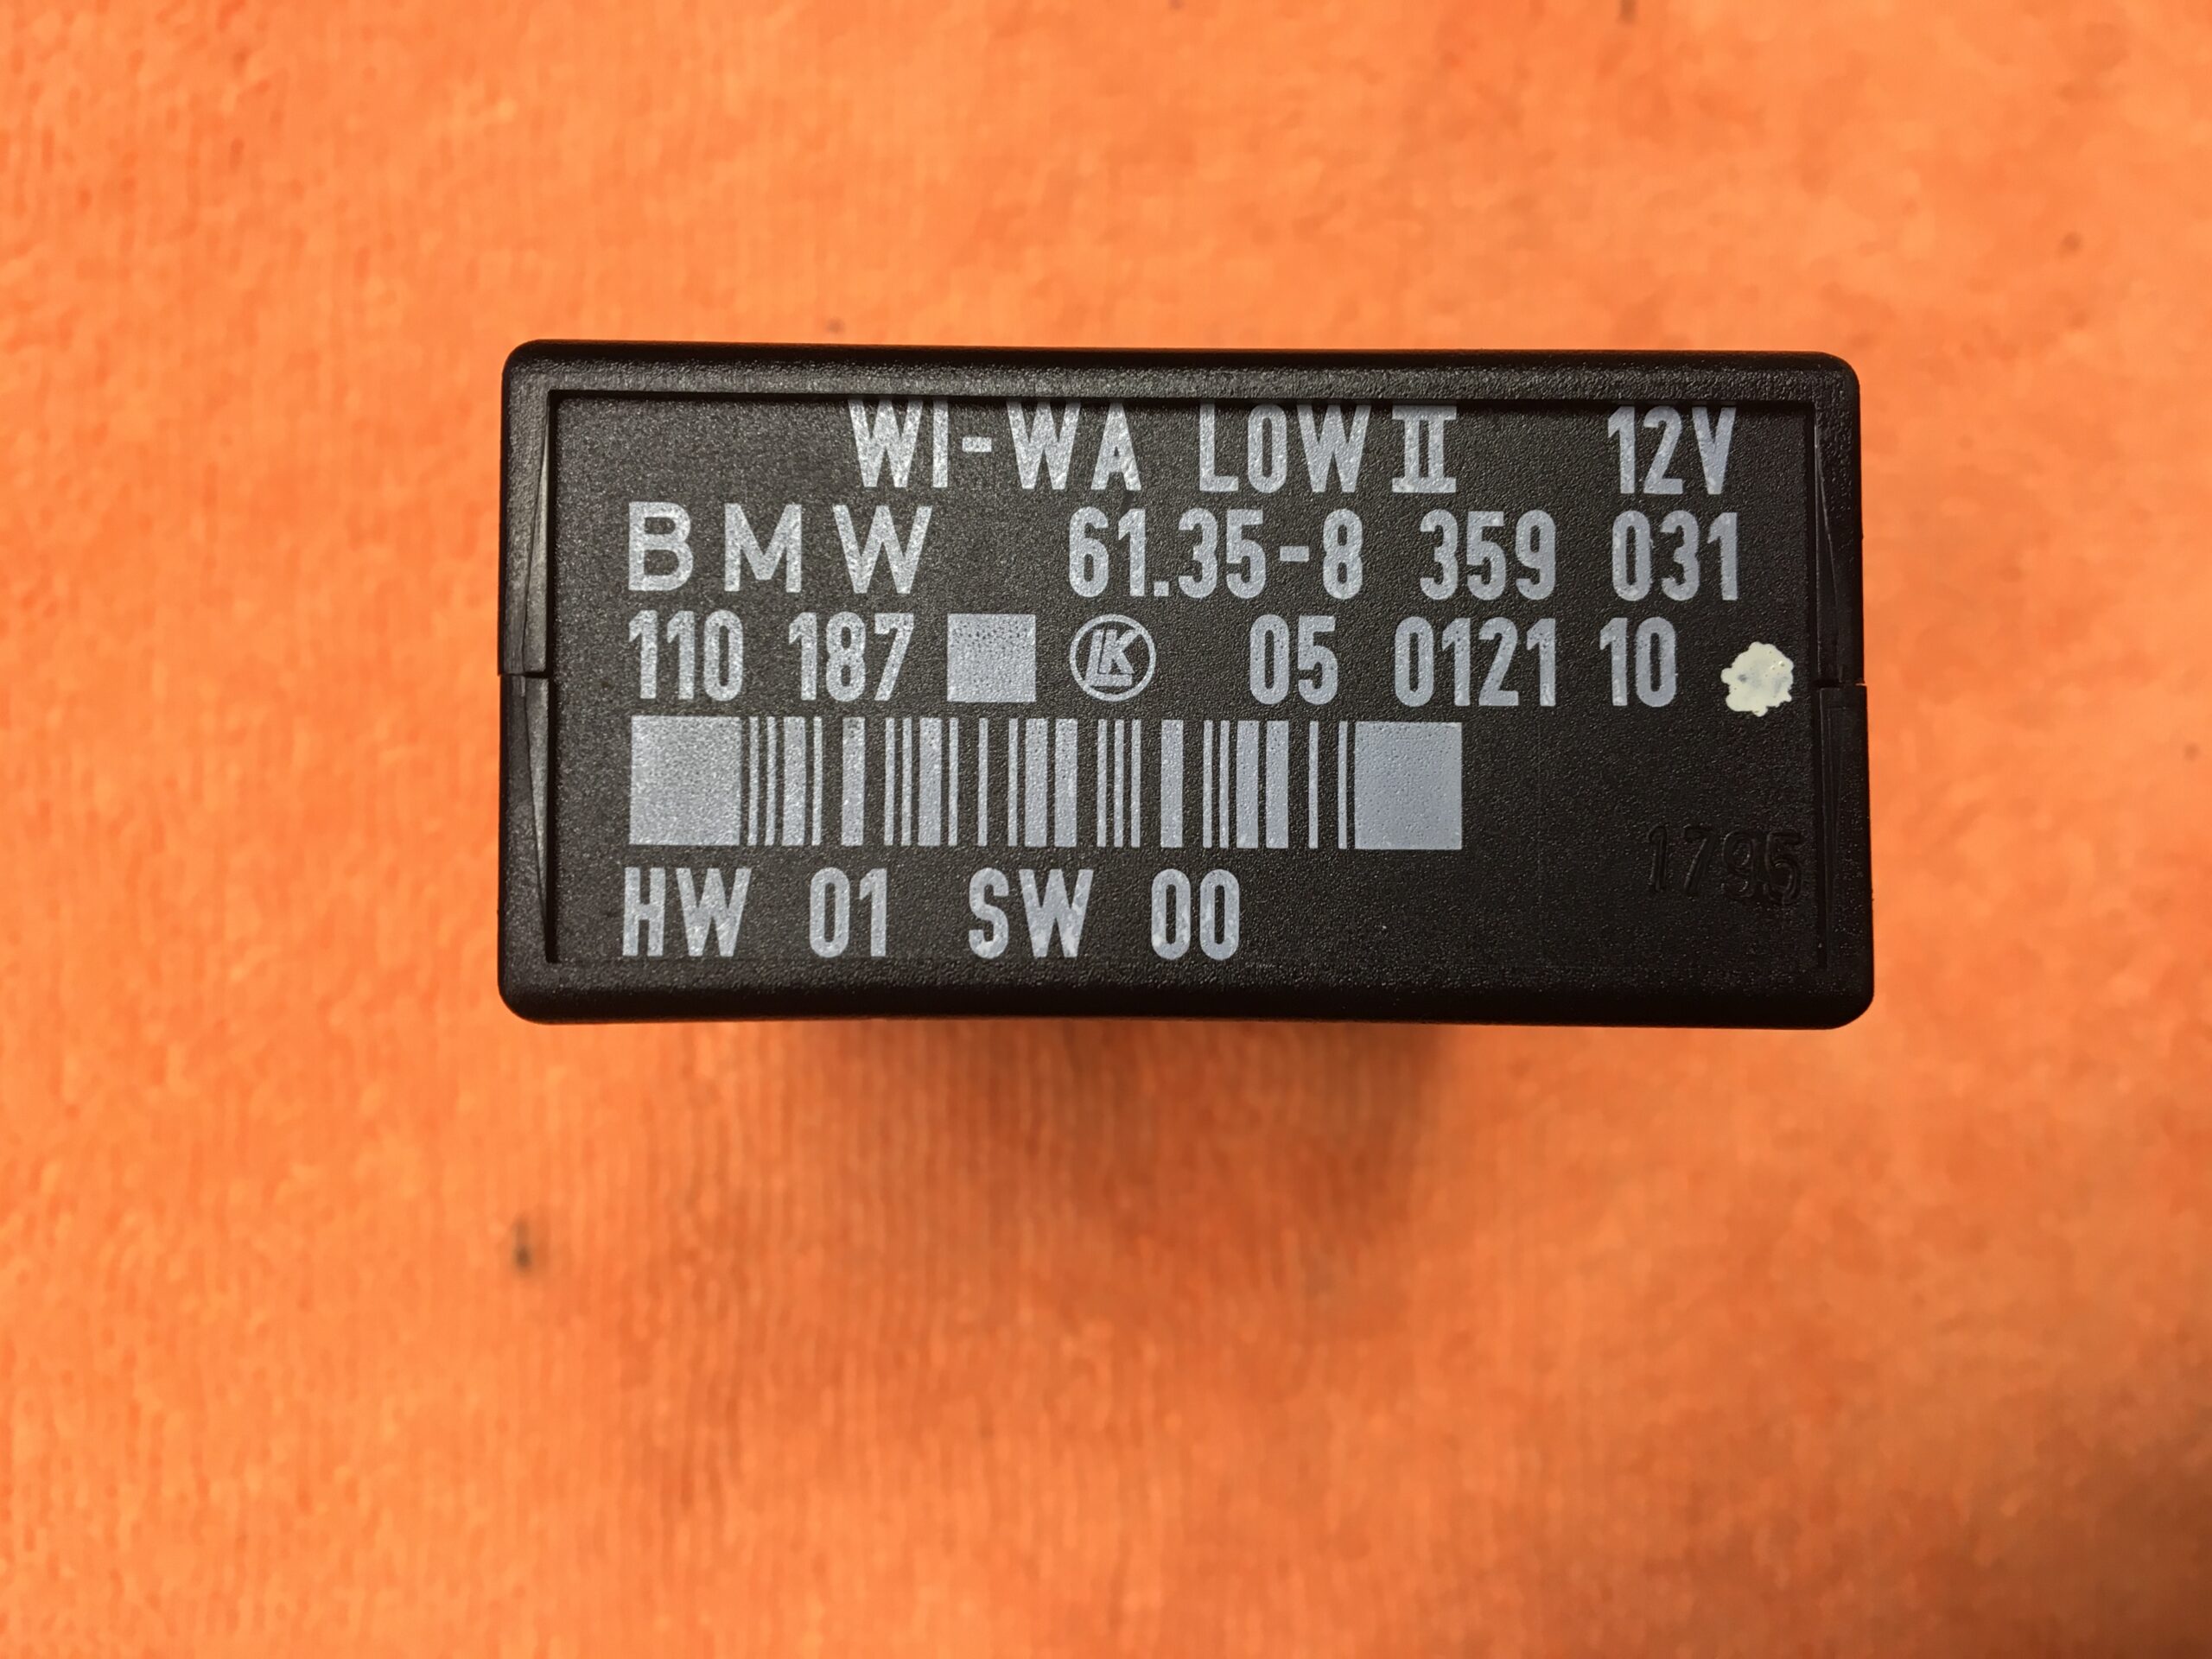 WI-WA LOW II 12V
BMW 61.35-8 359 031
110 187 LK 05 0121 10
1795
HW 01 SW 00